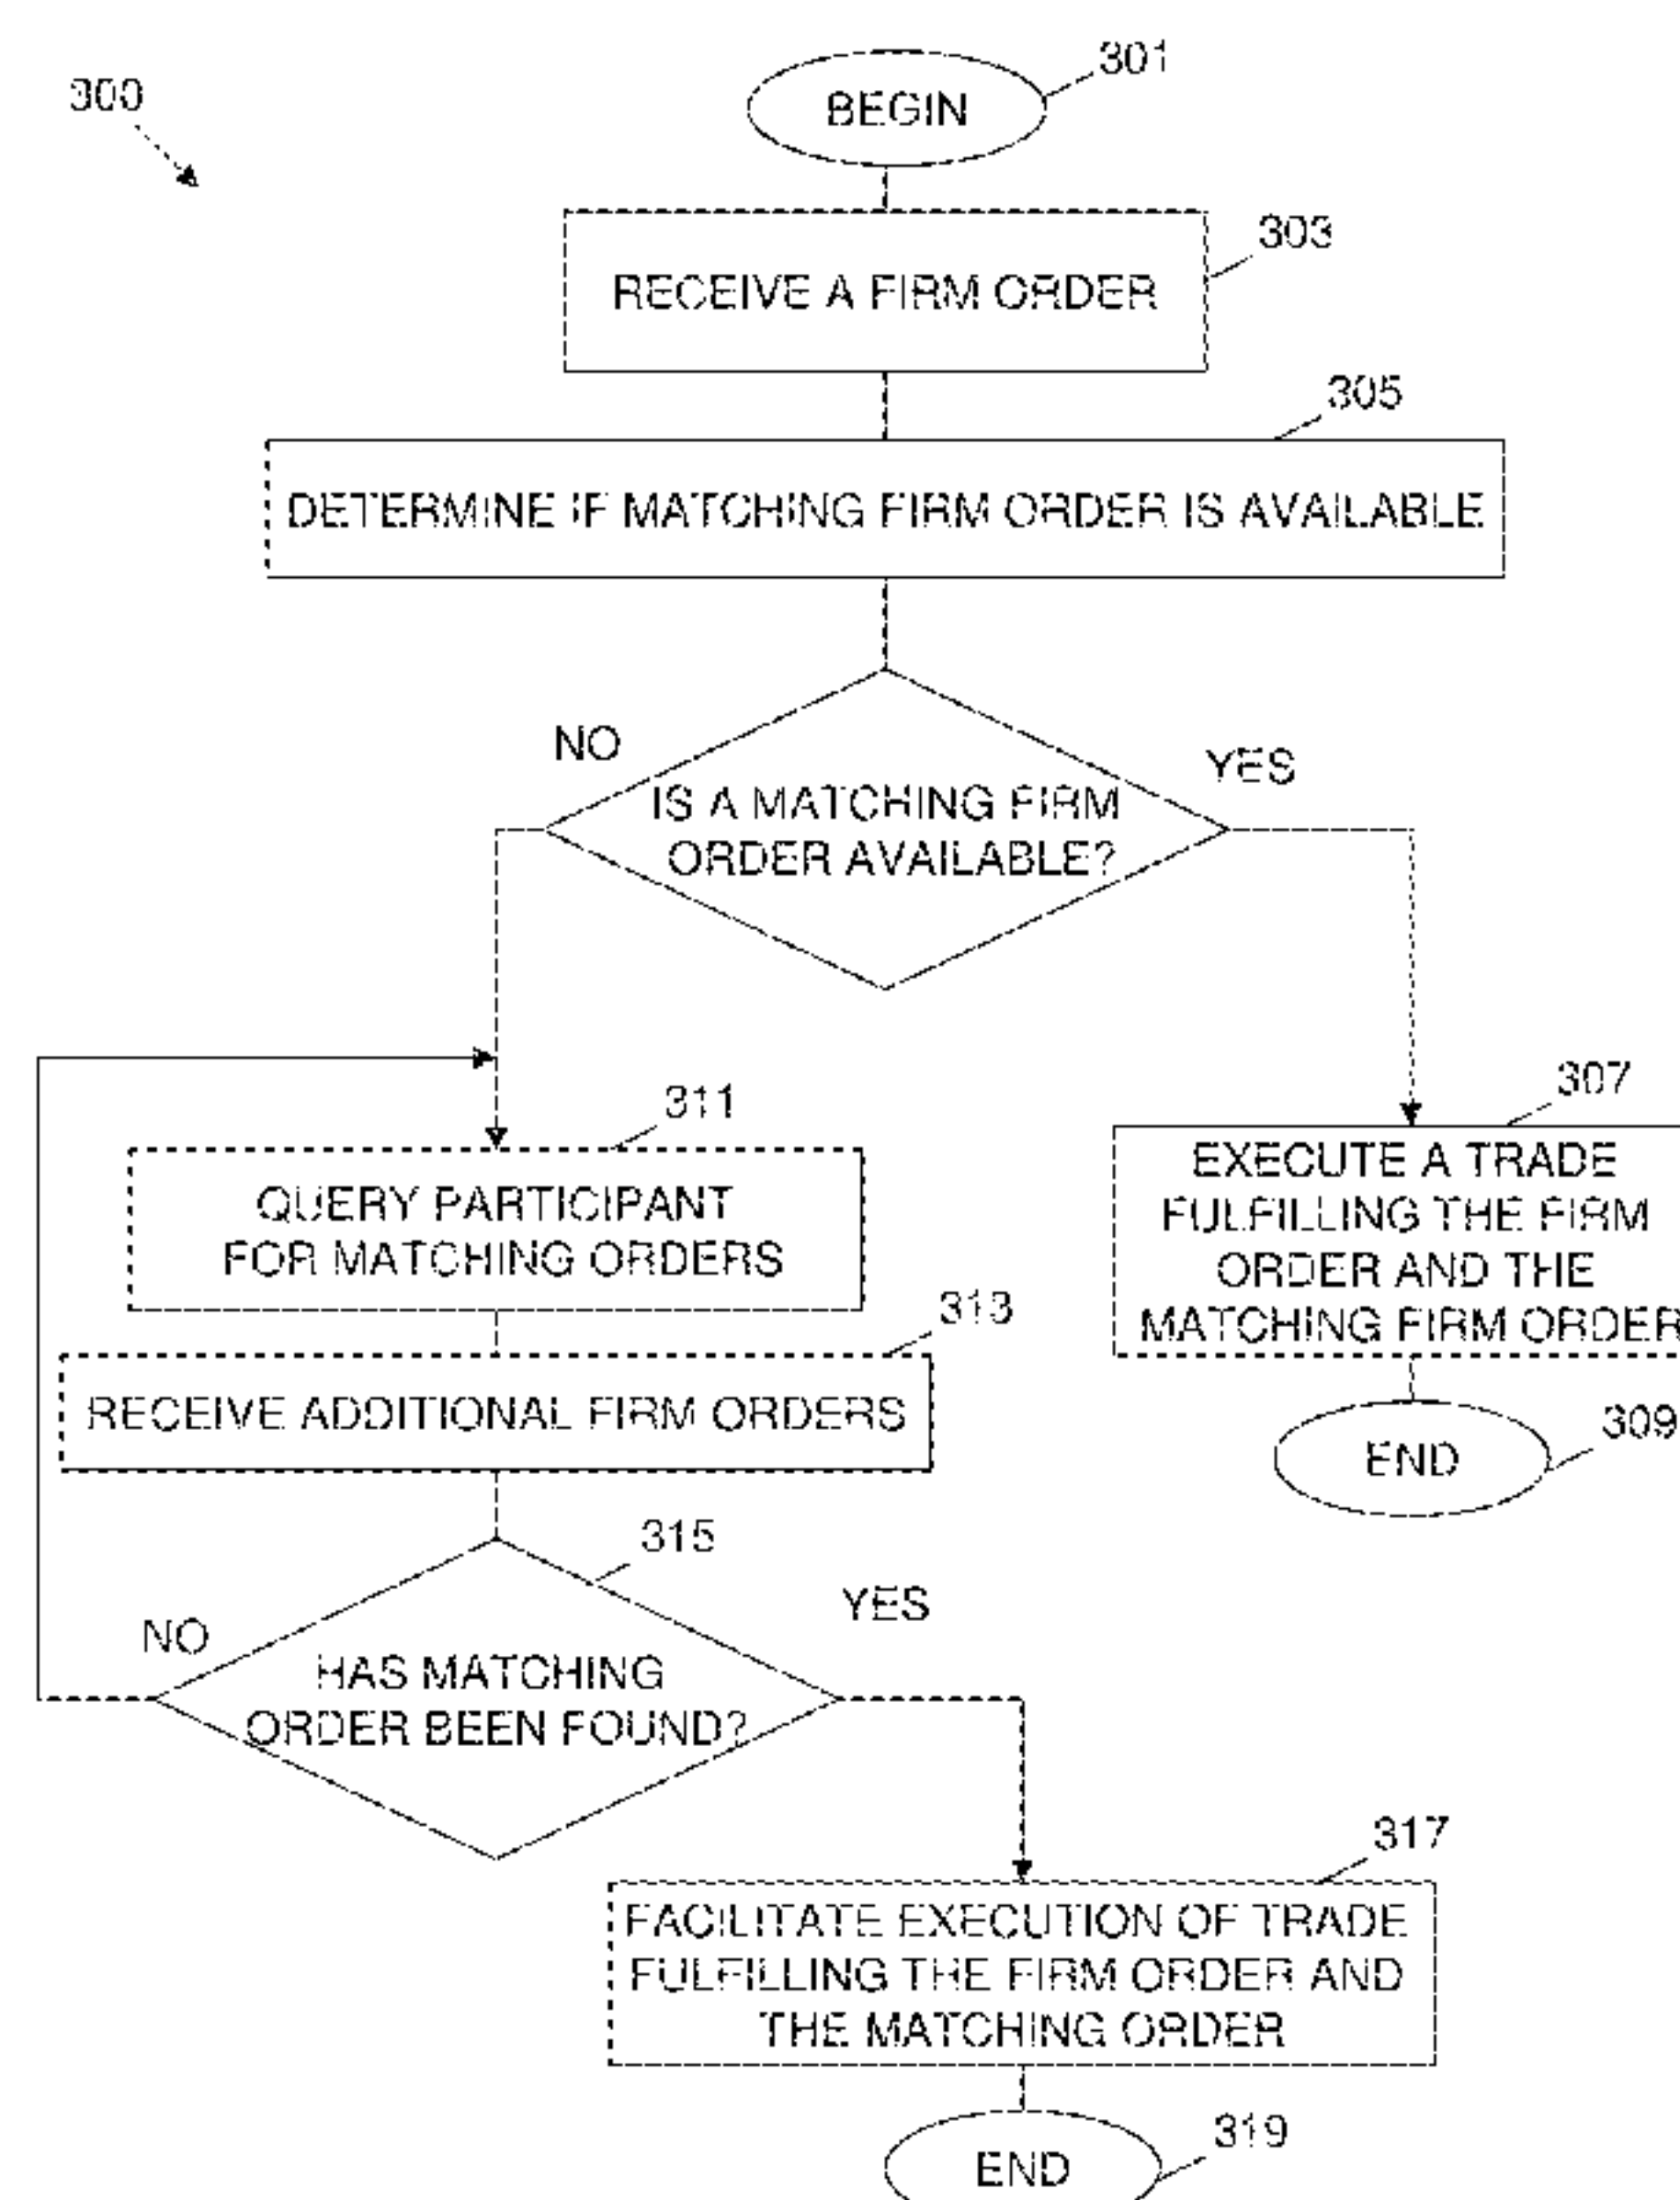 300
BEGIN
301
RECEIVE A FIRM ORDER
303
305
DETERMINE IF MATCHING FIRM ORDER IS AVAILABLE
NO
YES
IS A MATCHING FIRM
ORDER AVAILABLE?
311
QUERY PARTICIPANT
FOR MATCHING ORDERS
307
EXECUTE A TRADE
FULFILLING THE FIRM
ORDER AND THE
MATCHING FIRM ORDER
313
RECEIVE ADDITIONAL FIRM ORDERS
309
END
315
NO
YES
HAS MATCHING
ORDER BEEN FOUND?
317
FACILITATE EXECUTION OF TRADE
FULFILLING THE FIRM ORDER AND
THE MATCHING ORDER
319
END